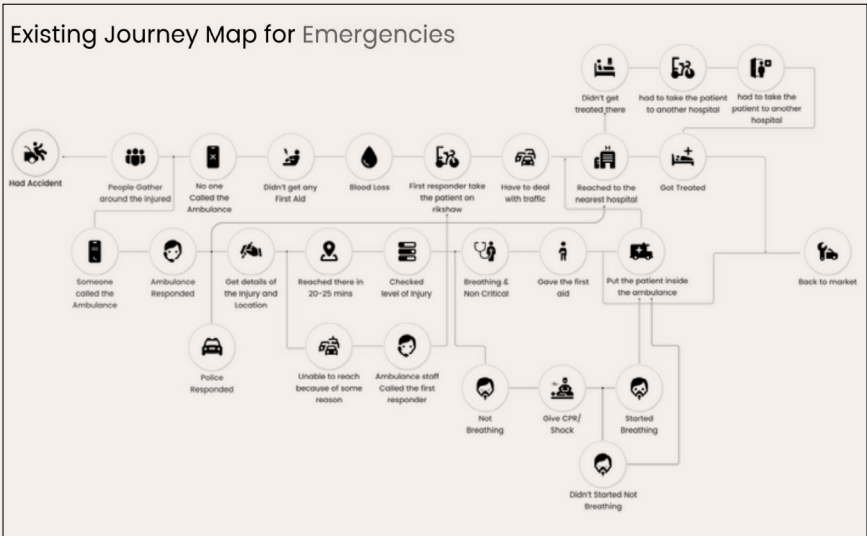 Existing Journey Map for Emergencies
Didn't get
treated there
had to take the patient
to another hospital
had to take the
patient to another
hospital
Had Accident
People Gather
around the injured
No one
Called the
Ambulance
Didn't get any
First Aid
Blood Loss
First responder take
the patient on
rikshaw
Have to deal
with traffic
H
Reached to the
nearest hospital
Got Treated
Someone
called the
Ambulance
Ambulance
Responded
Get details of
the Injury and
Location
Reached there in
20-25 mins
Checked
level of Injury
Breathing &
Non Critical
Gave the first
aid
Put the patient inside
the ambulance
Back to market
Police
Responded
Unable to reach
because of some
reason
Ambulance staff
Called the first
responder
Not
Breathing
Give CPR/
Shock
Started
Breathing
Didn't Started Not
Breathing